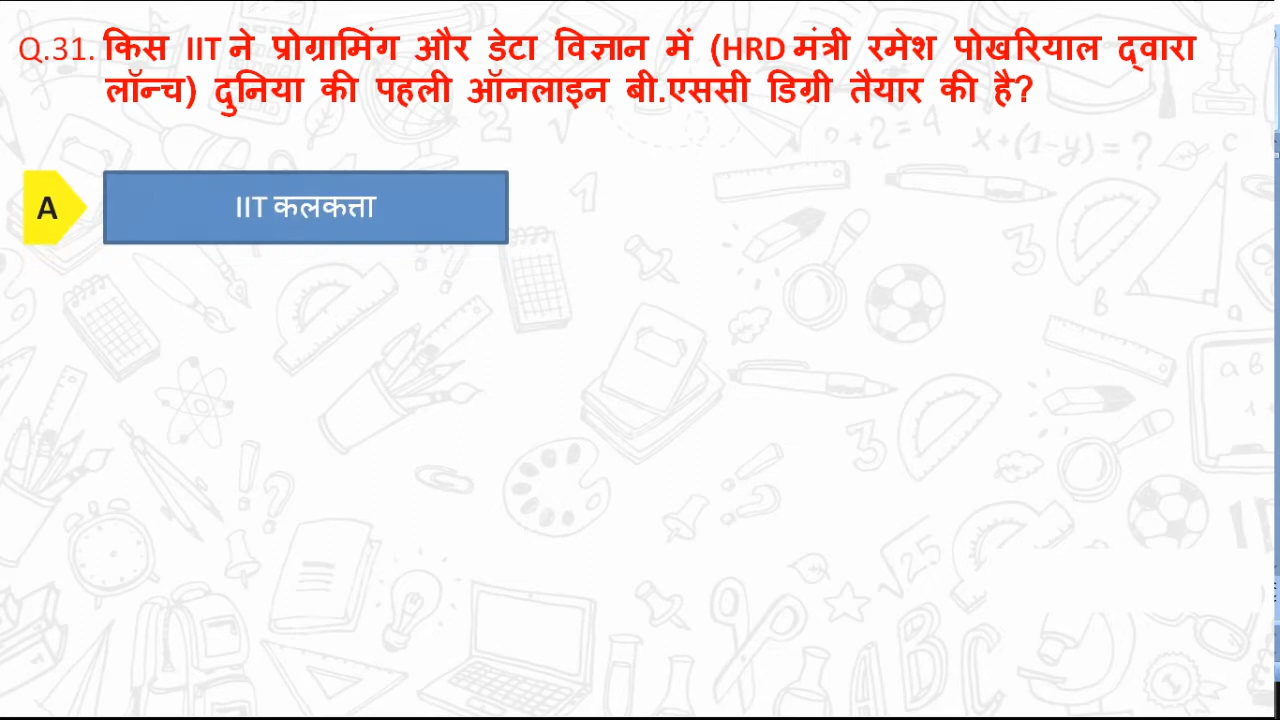 Q.31. किस IIT ने प्रोग्रामिंग और डेटा विज्ञान में (HRD मंत्री रमेश पोखरियाल द्वारा
लॉन्च) दुनिया की पहली ऑनलाइन बी.एससी डिग्री तैयार की है?
A
IIT कलकत्ता